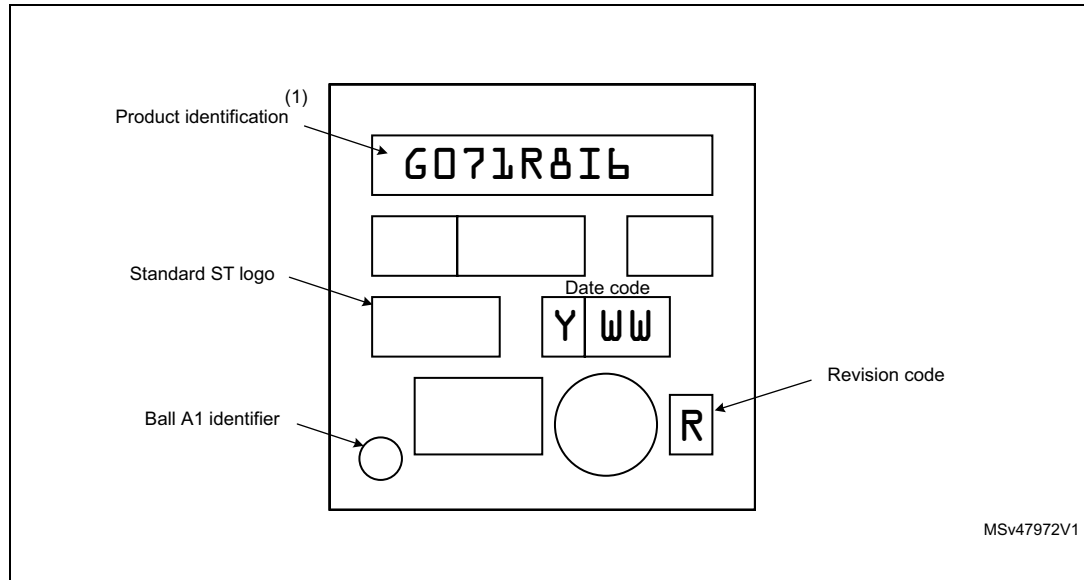 (1)
Product identification
G071R8I6
Standard ST logo
Date code
Y WW
Revision code
Ball A1 identifier
R
MSv47972V1